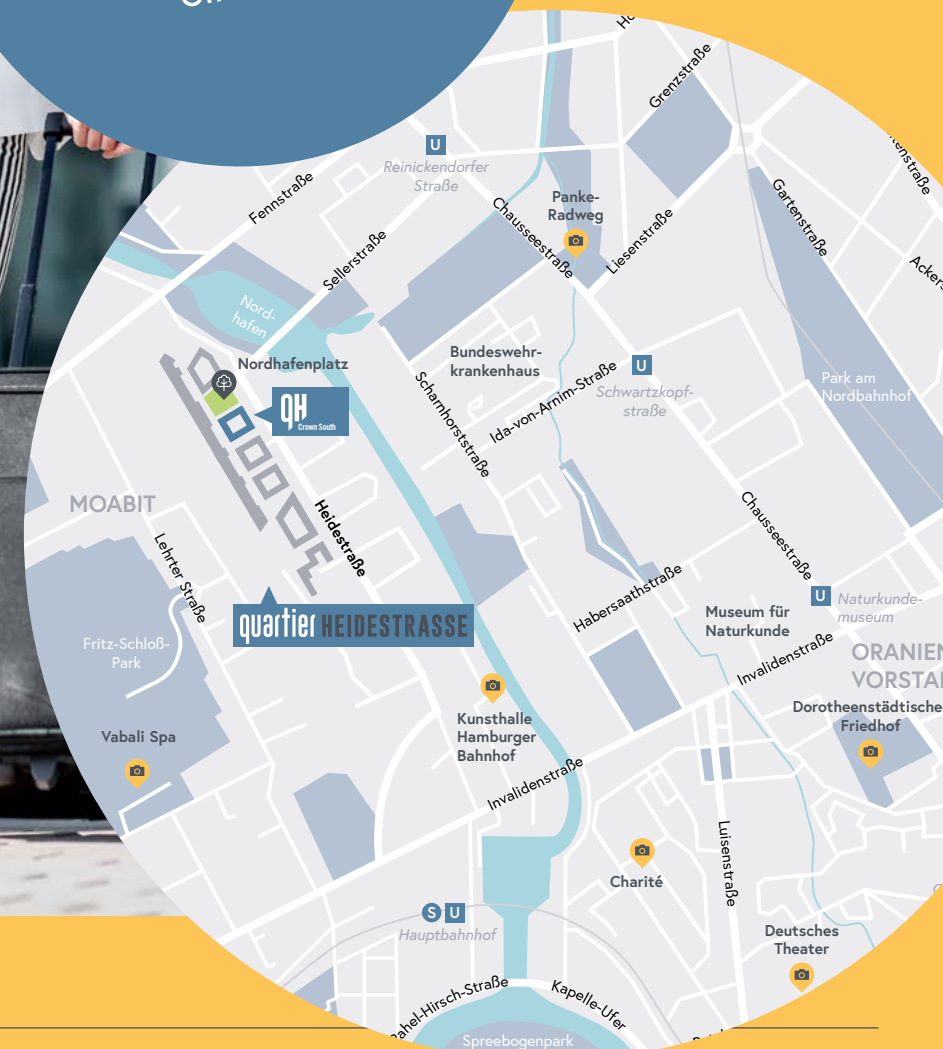 Grenzstraße
U
Reinickendorfer
Straße
Fennstraße
Panke-
Radweg
Chausseestraße
Liesenstraße
Gartenstraße
Sellerstraße
Nord-
hafen
Nordhafenplatz
QH
Crown South
Bundeswehr-
krankenhaus
U
Schwartzkopf-
straße
Park am
Nordbahnhof
Scharnhorststraße
Ida-von-Arnim-Straße
MOABIT
Heidestraße
Lehrter Straße
Chausseestraße
Habersaathstraße
U
Naturkunde-
museum
quartier HEIDESTRASSE
Museum für
Naturkunde
Invalidenstraße
Fritz-Schloß-
Park
Dorotheenstädtische
Friedhof
Kunsthalle
Hamburger
Bahnhof
Vabali Spa
Invalidenstraße
Luisenstraße
Charité
S U
Hauptbahnhof
Deutsches
Theater
Kapelle-Ufer
Spreebogenpark